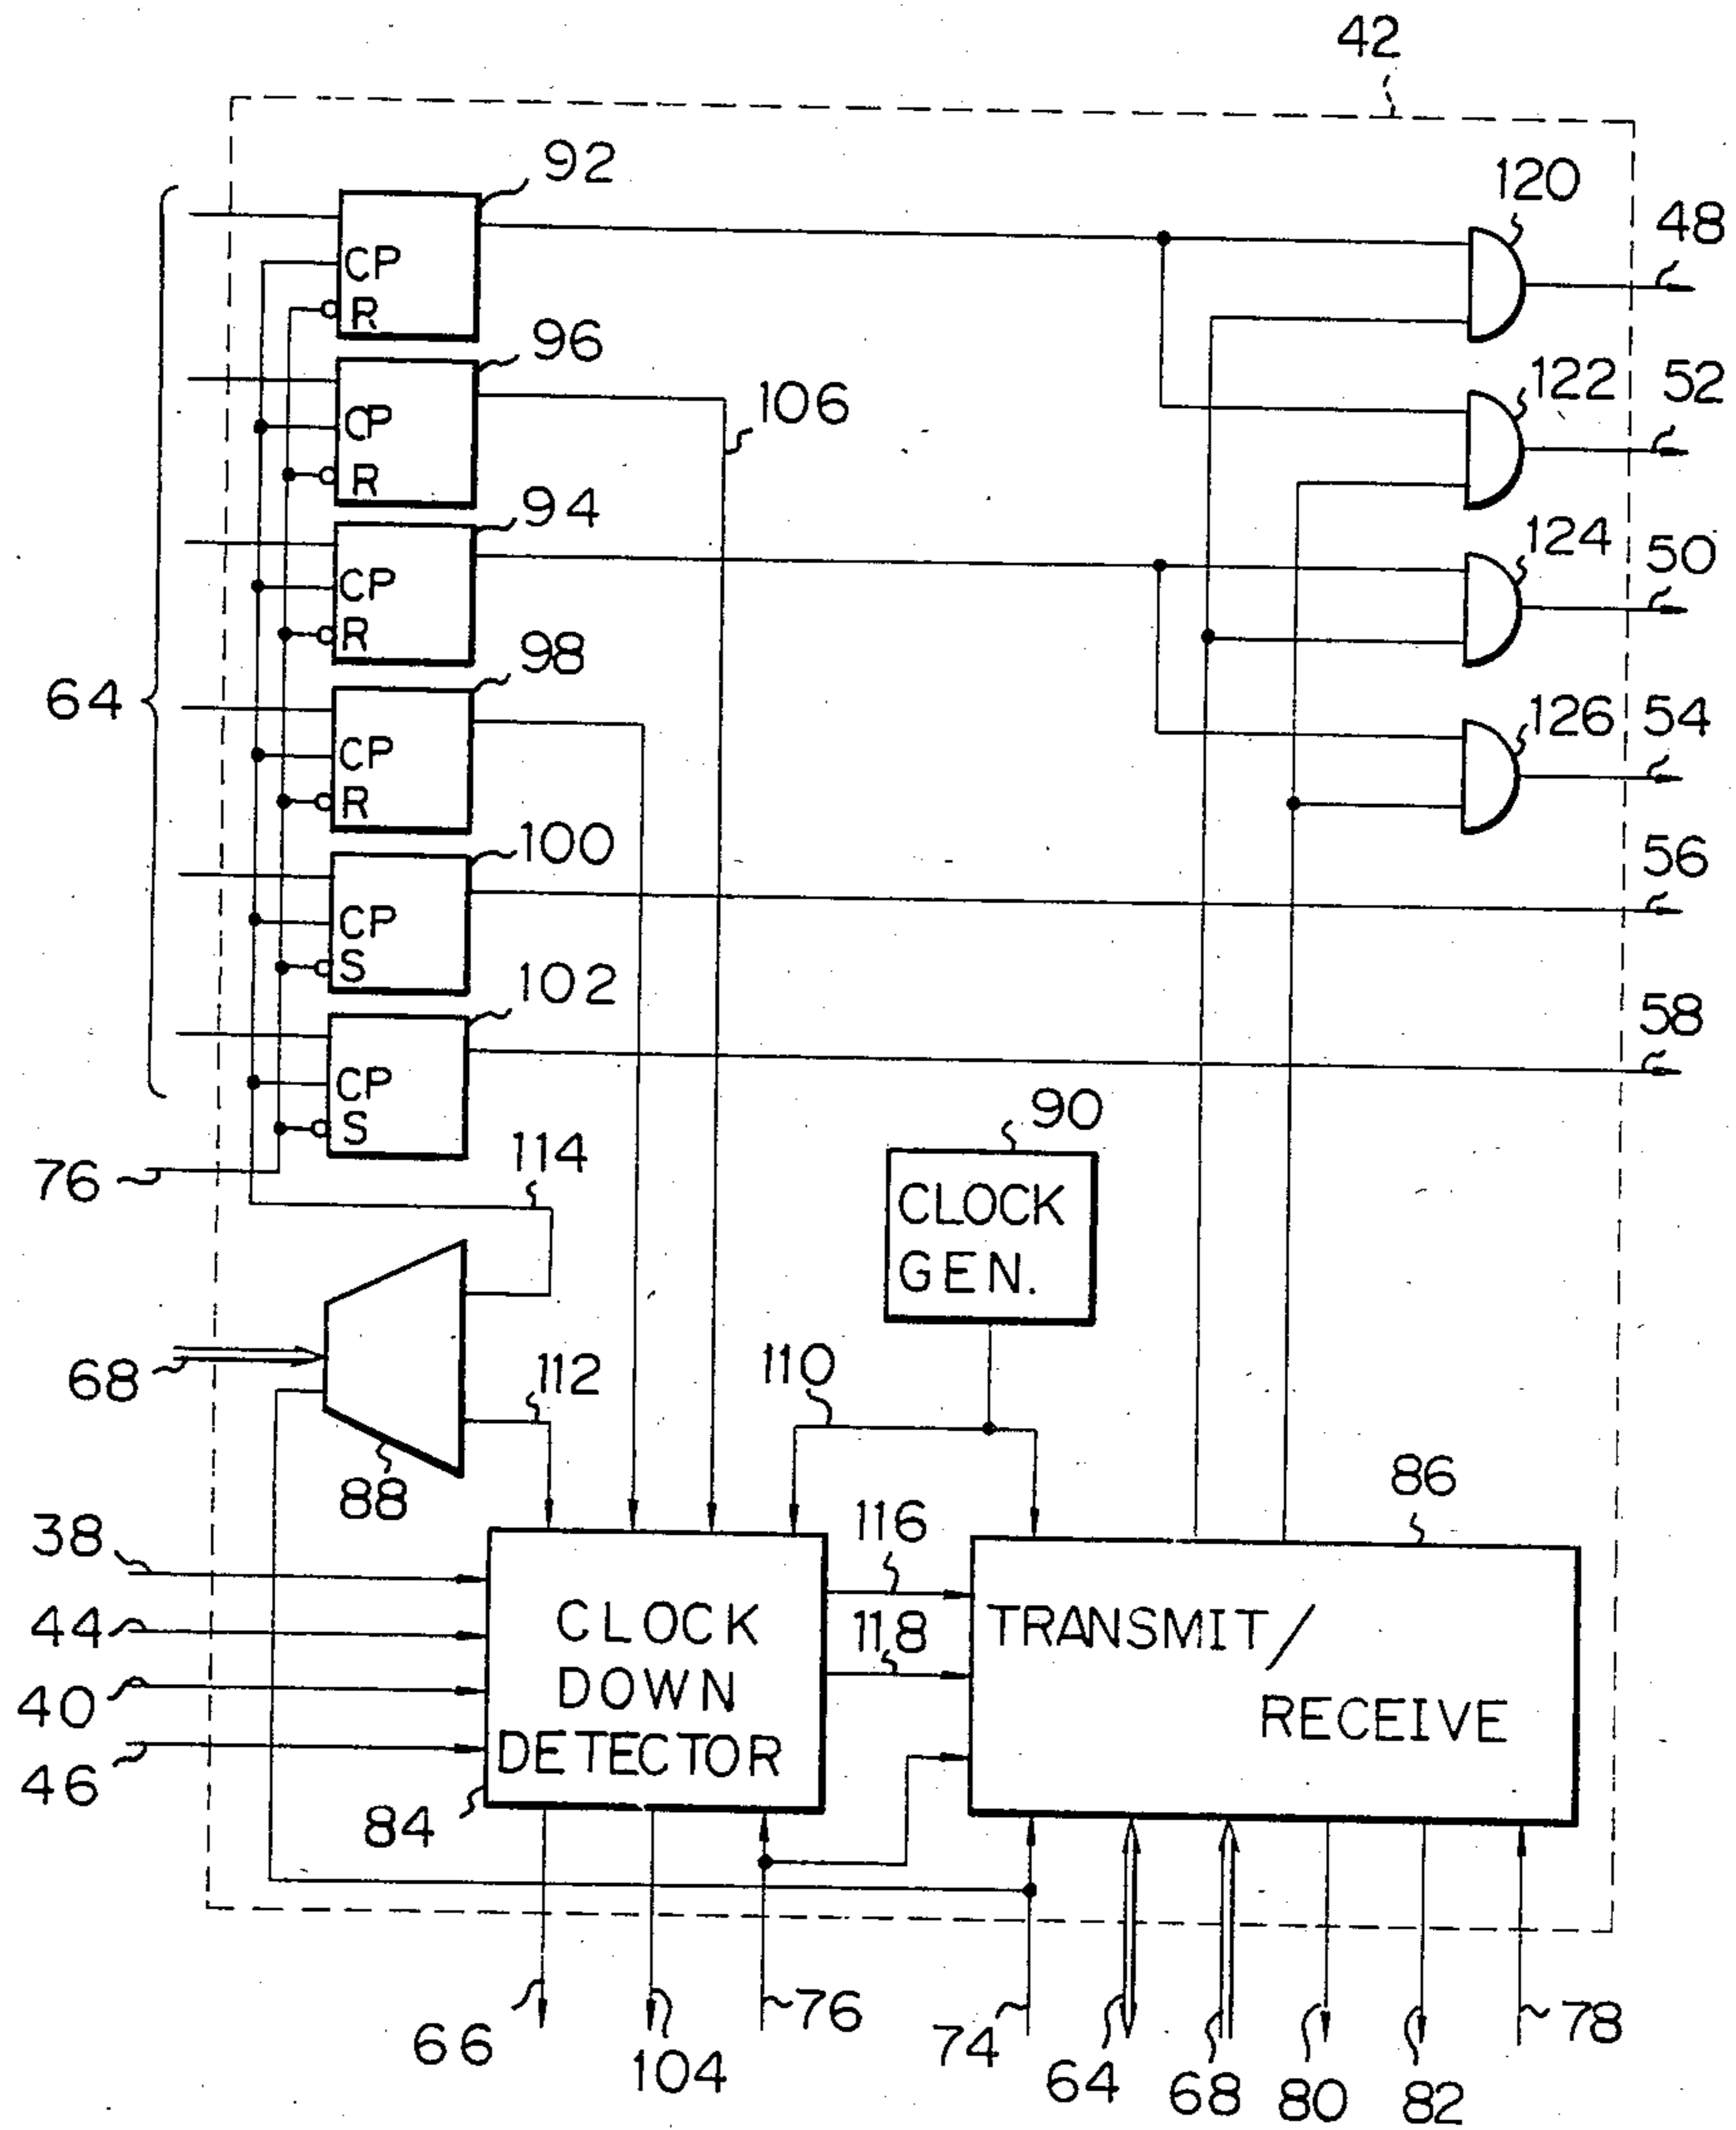 42
92
120
48
CP
R
96
122
52
106
CP
R
94
124
50
CP
R
98
64
126
54
CP
R
100
56
CP
S
102
58
CP
S
90
76
114
CLOCK
GEN.
68
112
110
88
86
38
116
44
CLOCK
118
TRANSMIT/
40
DOWN
RECEIVE
46
DETECTOR
84
66
104
76
74
64
68
80
82
78